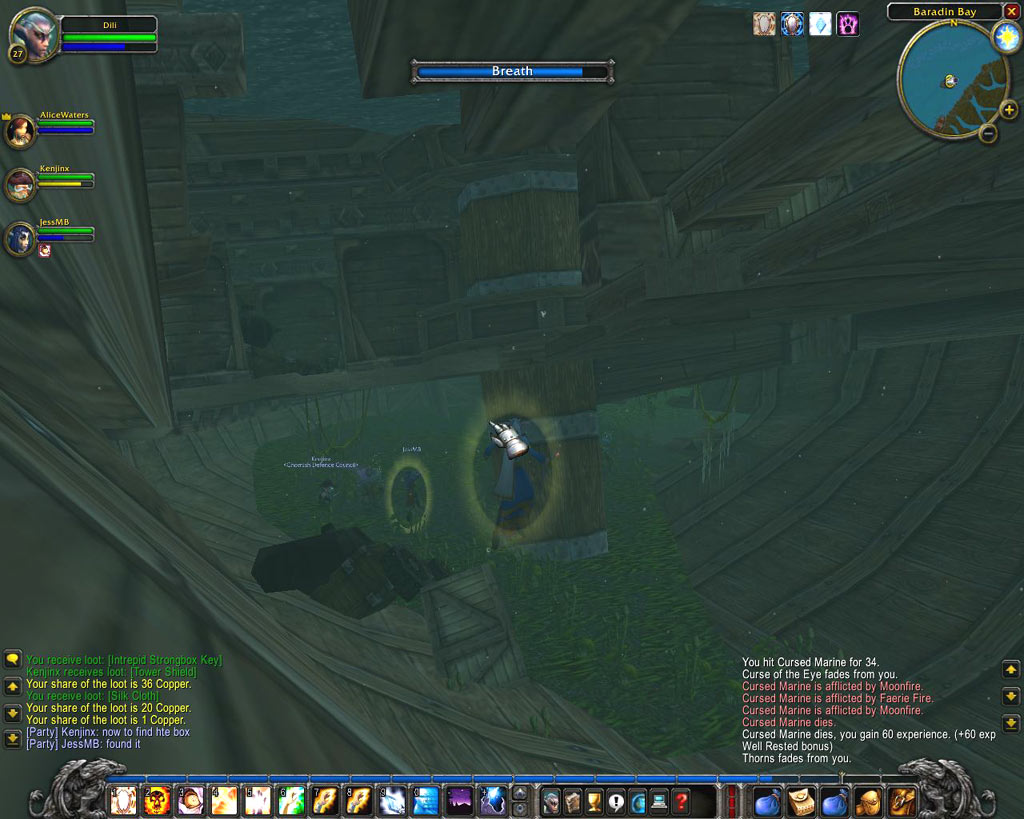 Dili
27
AliceWaters
Kenjinx
JessMB
Breath
Baradin Bay
N
JessMB
Kenjinx
<Gnomish Defence Council>
You receive loot: [Intrepid Strongbox Key]
Kenjinx receives loot: [Tower Shield]
Your share of the loot is 36 Copper.
You receive loot: [Silk Cloth]
Your share of the loot is 20 Copper.
Your share of the loot is 1 Copper.
[Party] Kenjinx: now to find hte box
[Party] JessMB: found it
You hit Cursed Marine for 34.
Curse of the Eye fades from you.
Cursed Marine is afflicted by Moonfire.
Cursed Marine is afflicted by Faerie Fire.
Cursed Marine is afflicted by Moonfire.
Cursed Marine dies.
Cursed Marine dies, you gain 60 experience. (+60 exp
Well Rested bonus)
Thorns fades from you.